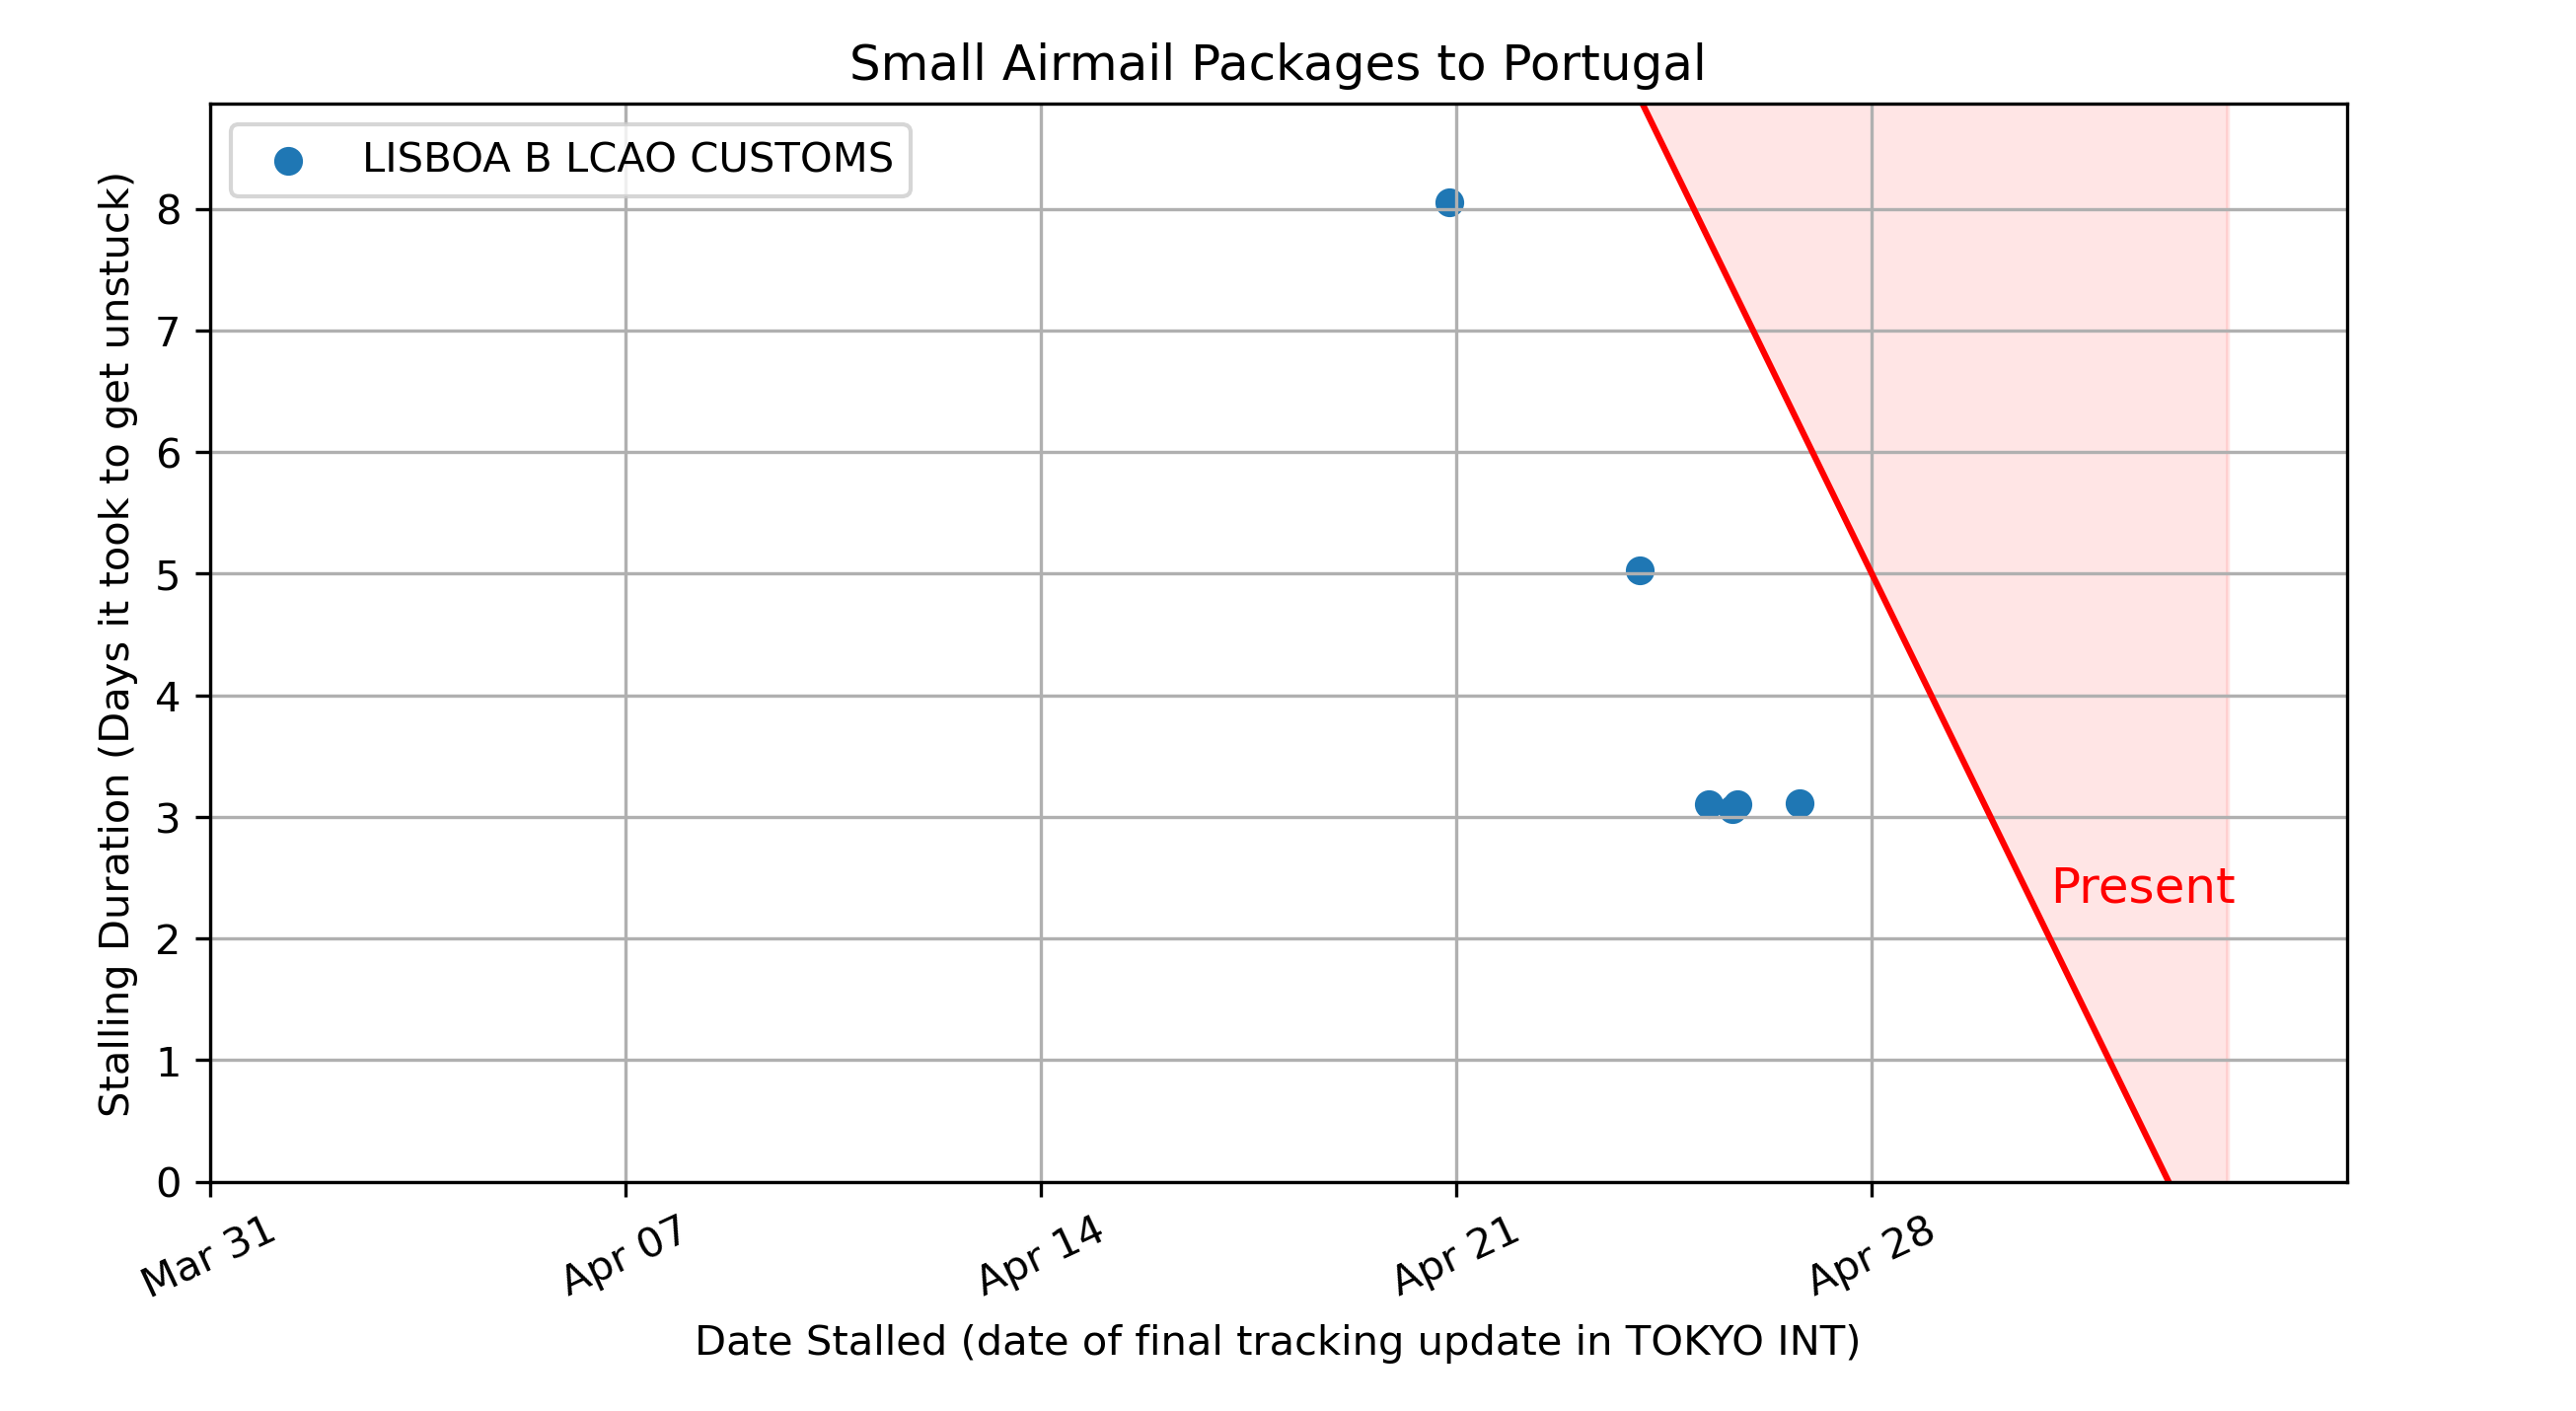 Small Airmail Packages to Portugal
LISBOA B LCAO CUSTOMS
Stalling Duration (Days it took to get unstuck)
8
7
6
5
4
3
2
1
0
Present
Mar 31
Apr 07
Apr 14
Apr 21
Apr 28
Date Stalled (date of final tracking update in TOKYO INT)